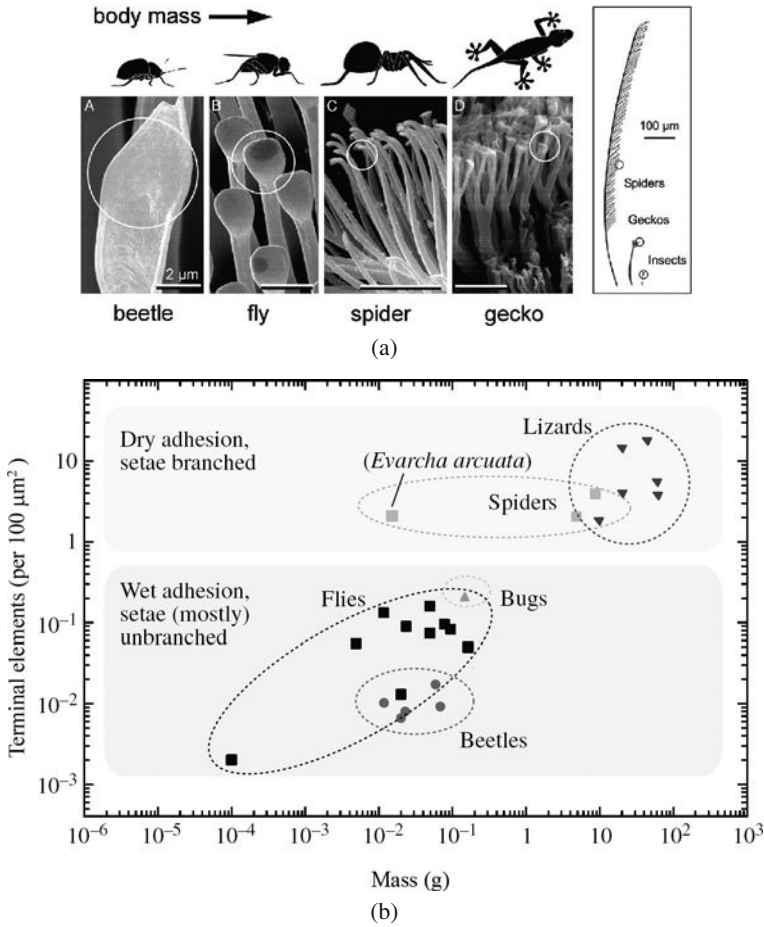 body mass
A
B
C
D
2 μm
beetle
fly
spider
gecko
100 μm
Spiders
Geckos
Insects
(a)
Terminal elements (per 100 μm²)
10
1
10⁻¹
10⁻²
10⁻³
Dry adhesion,
setae branched
(Evarcha arcuata)
Lizards
Spiders
Wet adhesion,
setae (mostly)
unbranched
Flies
Bugs
Beetles
10⁻⁶
10⁻⁵
10⁻⁴
10⁻³
10⁻²
10⁻¹
1
10
10²
10³
Mass (g)
(b)